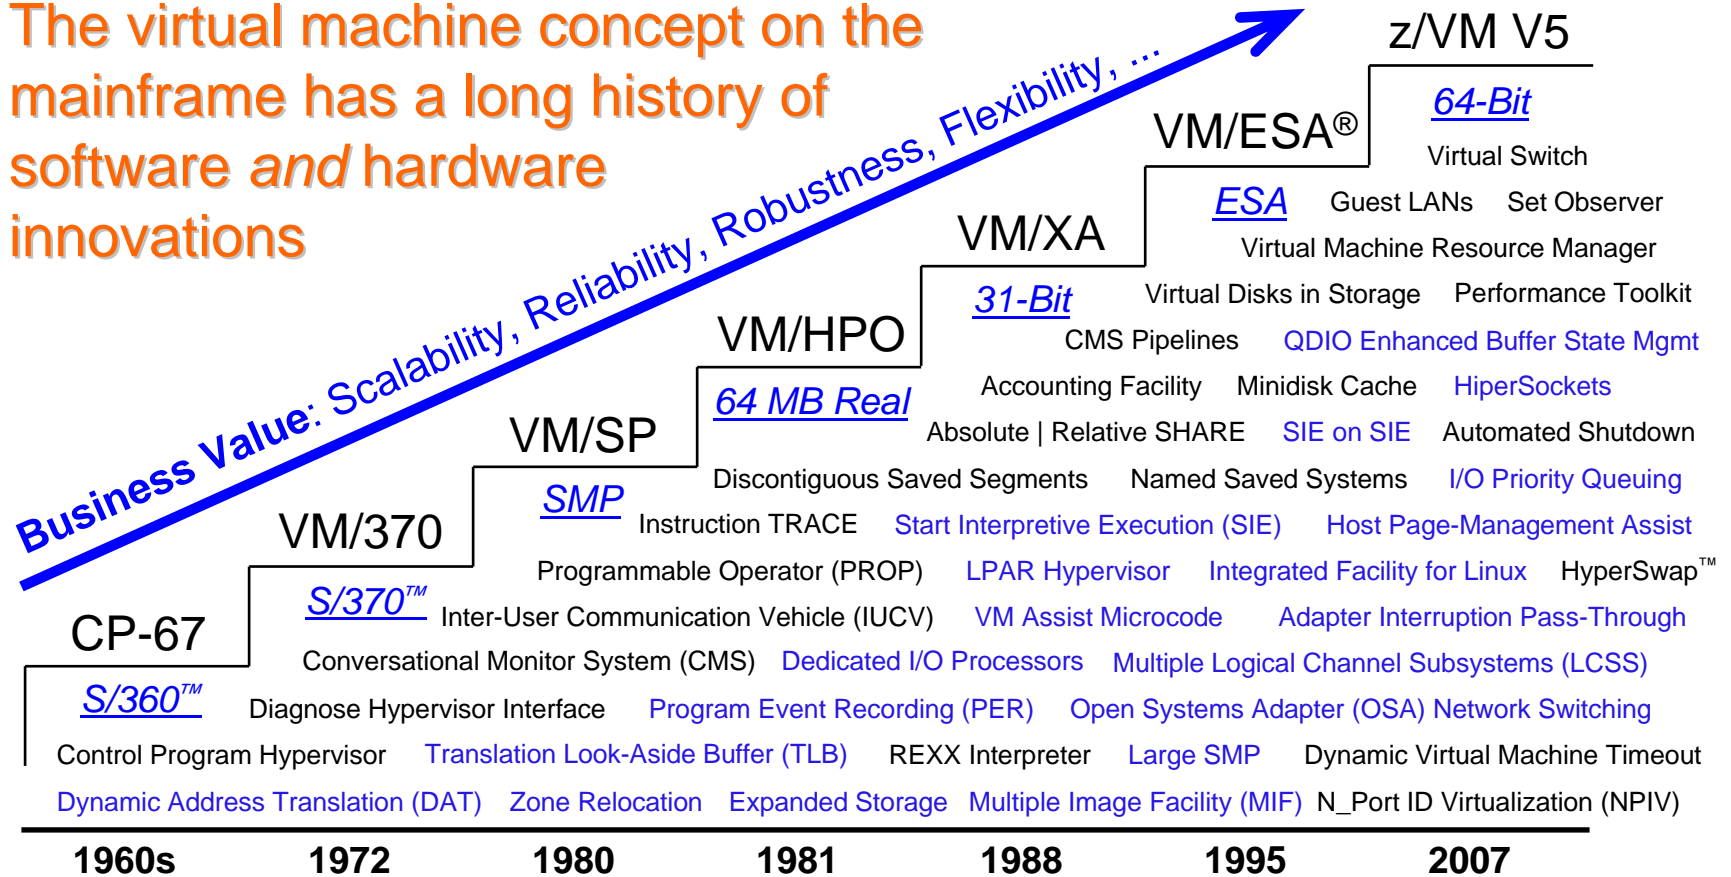 The virtual machine concept on the
mainframe has a long history of
software and hardware
innovations
Business Value: Scalability, Reliability, Robustness, Flexibility, ...
z/VM V5
64-Bit
VM/ESA®
Virtual Switch
ESA Guest LANs Set Observer
VM/XA
Virtual Machine Resource Manager
31-Bit Virtual Disks in Storage Performance Toolkit
VM/HPO
CMS Pipelines QDIO Enhanced Buffer State Mgmt
64 MB Real Accounting Facility Minidisk Cache HiperSockets
VM/SP
Absolute | Relative SHARE SIE on SIE Automated Shutdown
Discontiguous Saved Segments Named Saved Systems I/O Priority Queuing
SMP
VM/370
Instruction TRACE Start Interpretive Execution (SIE) Host Page-Management Assist
Programmable Operator (PROP) LPAR Hypervisor Integrated Facility for Linux HyperSwap™
S/370™ Inter-User Communication Vehicle (IUCV) VM Assist Microcode Adapter Interruption Pass-Through
CP-67
Conversational Monitor System (CMS) Dedicated I/O Processors Multiple Logical Channel Subsystems (LCSS)
S/360™ Diagnose Hypervisor Interface Program Event Recording (PER) Open Systems Adapter (OSA) Network Switching
Control Program Hypervisor Translation Look-Aside Buffer (TLB) REXX Interpreter Large SMP Dynamic Virtual Machine Timeout
Dynamic Address Translation (DAT) Zone Relocation Expanded Storage Multiple Image Facility (MIF) N_Port ID Virtualization (NPIV)
1960s 1972 1980 1981 1988 1995 2007